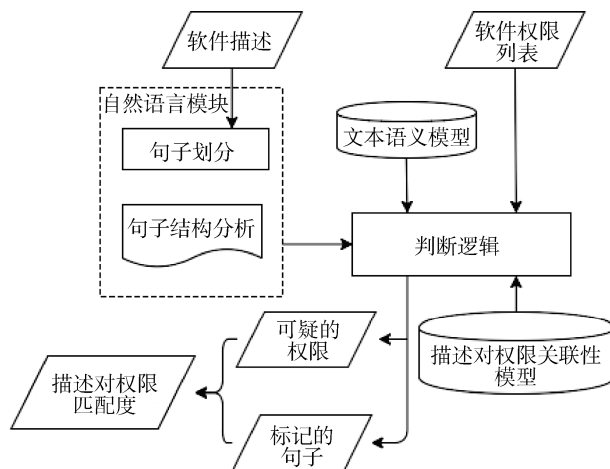 软件描述
软件权限
列表
自然语言模块
句子划分
文本语义模型
句子结构分析
判断逻辑
可疑的
权限
描述对权限关联性
模型
描述对权限
匹配度
标记的
句子